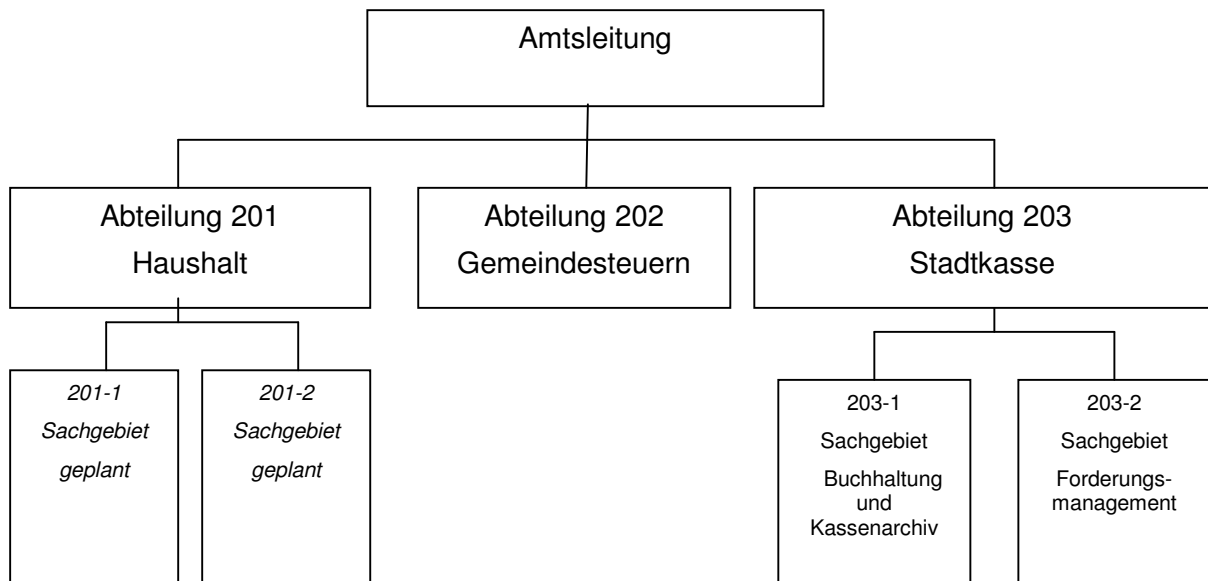 Amtsleitung
Abteilung 201
Haushalt
Abteilung 202
Gemeindesteuern
Abteilung 203
Stadtkasse
201-1
Sachgebiet
geplant
201-2
Sachgebiet
geplant
203-1
Sachgebiet
Buchhaltung
und
Kassenarchiv
203-2
Sachgebiet
Forderungs-
management